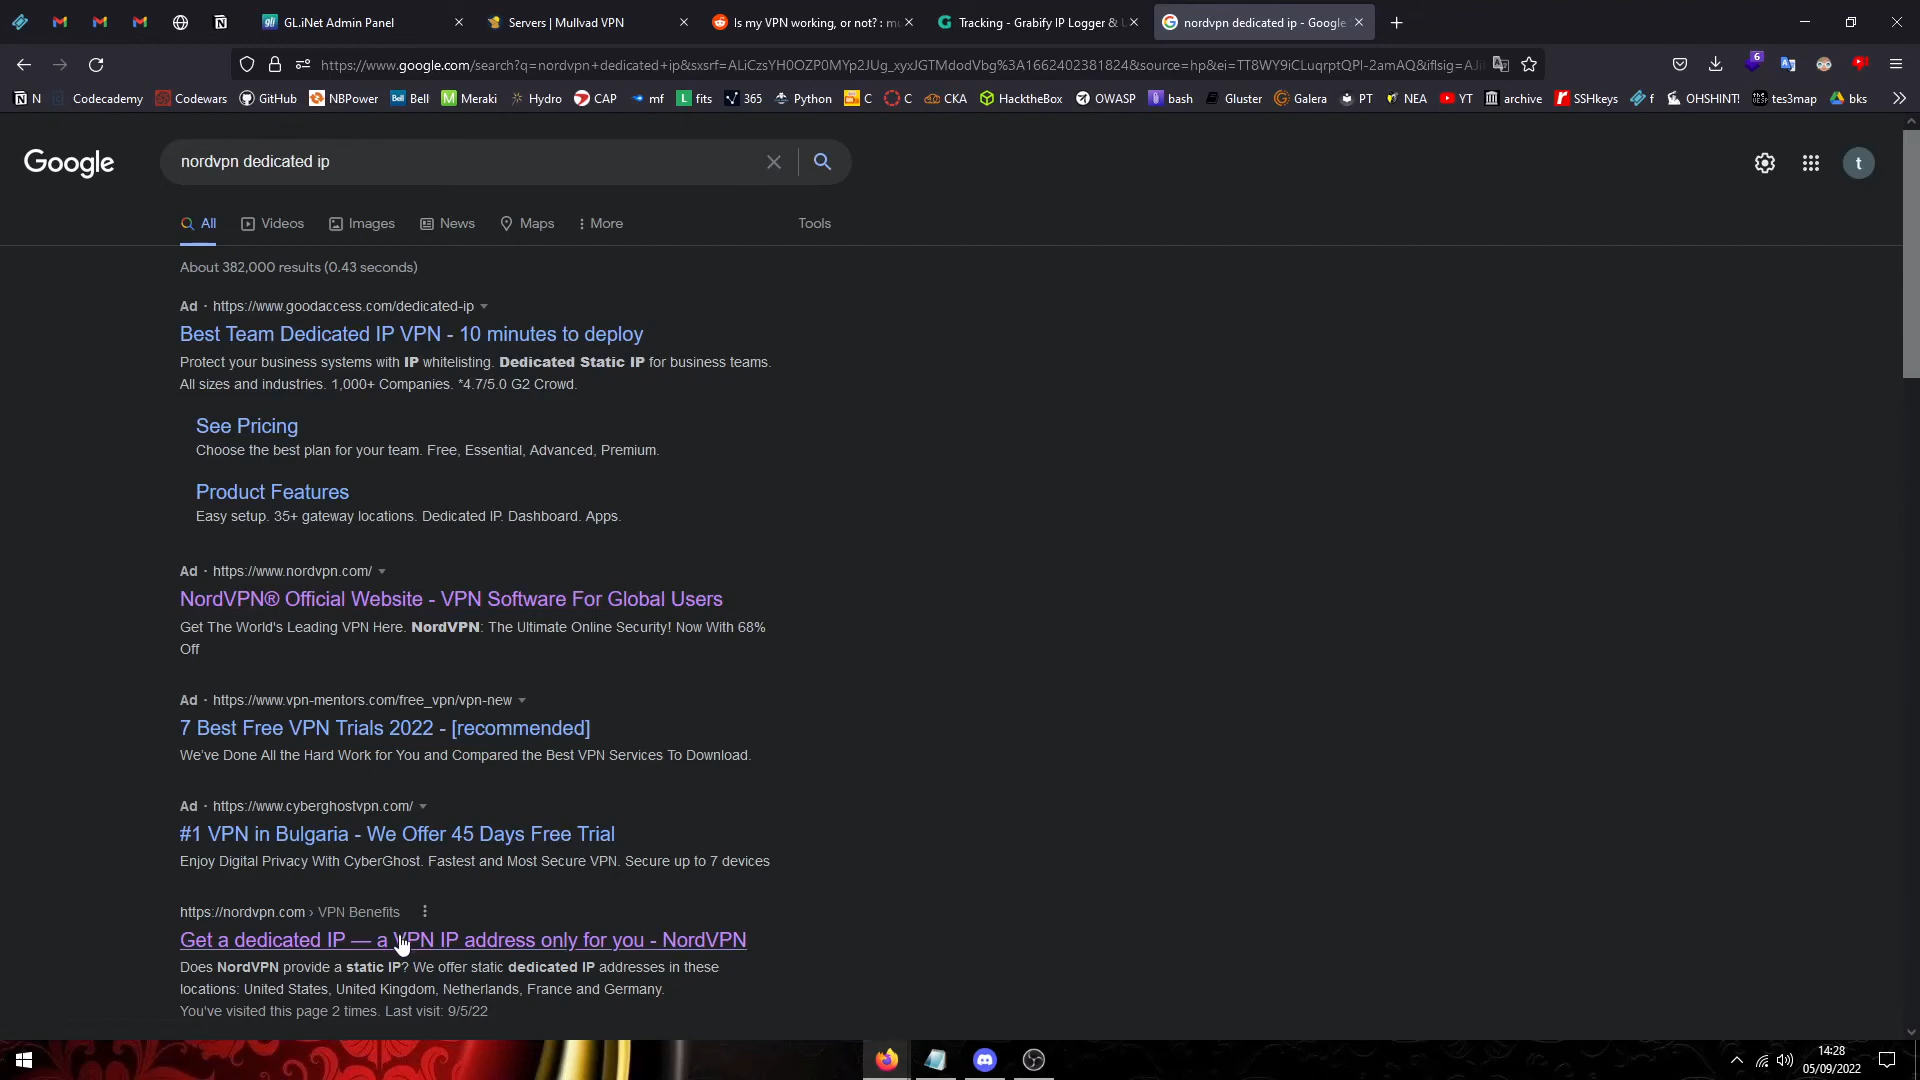 GL.iNet Admin Panel
Servers | Mullvad VPN
Is my VPN working, or not? : mu
Tracking - Grabify IP Logger &
nordvpn dedicated ip - Google
https://www.google.com/search?q=nordvpn+dedicated+ip&sxsrf=ALiCzsYH0OZP0MYp2JUg_xyxJGTMdodVbg%3A1662402381824&source=hp&ei=TT8WY9iCLuqrptQPl-2amAQ&iflsig=AJi
6
N
Codecademy
Codewars
GitHub
NBPower
Bell
Meraki
Hydro
CAP
mf
fits
365
Python
C
C
CKA
HacktheBox
OWASP
bash
Gluster
Galera
PT
NEA
YT
archive
SSHkeys
f
OHSHINT!
tes3map
bks
Google
nordvpn dedicated ip
t
All
Videos
Images
News
Maps
More
Tools
About 382,000 results (0.43 seconds)
Ad · https://www.goodaccess.com/dedicated-ip
Best Team Dedicated IP VPN - 10 minutes to deploy
Protect your business systems with IP whitelisting. Dedicated Static IP for business teams.
All sizes and industries. 1,000+ Companies. *4.7/5.0 G2 Crowd.
See Pricing
Choose the best plan for your team. Free, Essential, Advanced, Premium.
Product Features
Easy setup. 35+ gateway locations. Dedicated IP. Dashboard. Apps.
Ad · https://www.nordvpn.com/
NordVPN® Official Website - VPN Software For Global Users
Get The World's Leading VPN Here. NordVPN: The Ultimate Online Security! Now With 68%
Off
Ad · https://www.vpn-mentors.com/free_vpn/vpn-new
7 Best Free VPN Trials 2022 - [recommended]
We've Done All the Hard Work for You and Compared the Best VPN Services To Download.
Ad · https://www.cyberghostvpn.com/
#1 VPN in Bulgaria - We Offer 45 Days Free Trial
Enjoy Digital Privacy With CyberGhost. Fastest and Most Secure VPN. Secure up to 7 devices
https://nordvpn.com › VPN Benefits
Get a dedicated IP — a VPN IP address only for you - NordVPN
Does NordVPN provide a static IP? We offer static dedicated IP addresses in these
locations: United States, United Kingdom, Netherlands, France and Germany.
You've visited this page 2 times. Last visit: 9/5/22
14:28
05/09/2022